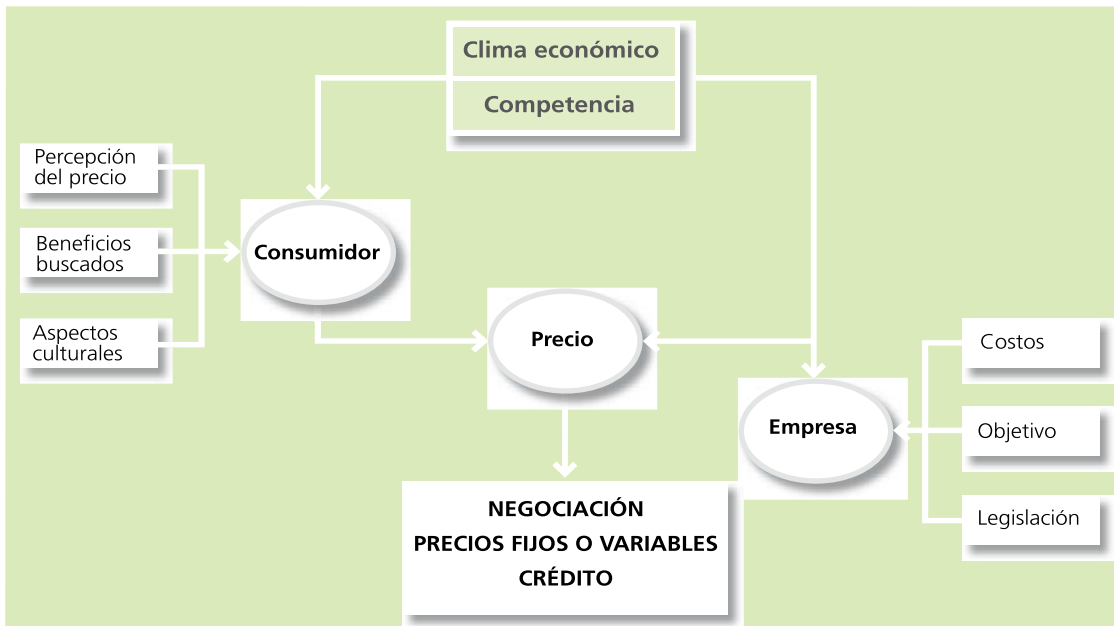 Clima económico
Competencia
Percepción
del precio
Beneficios
buscados
Aspectos
culturales
Consumidor
Precio
Empresa
Costos
Objetivo
Legislación
NEGOCIACIÓN
PRECIOS FIJOS O VARIABLES
CRÉDITO